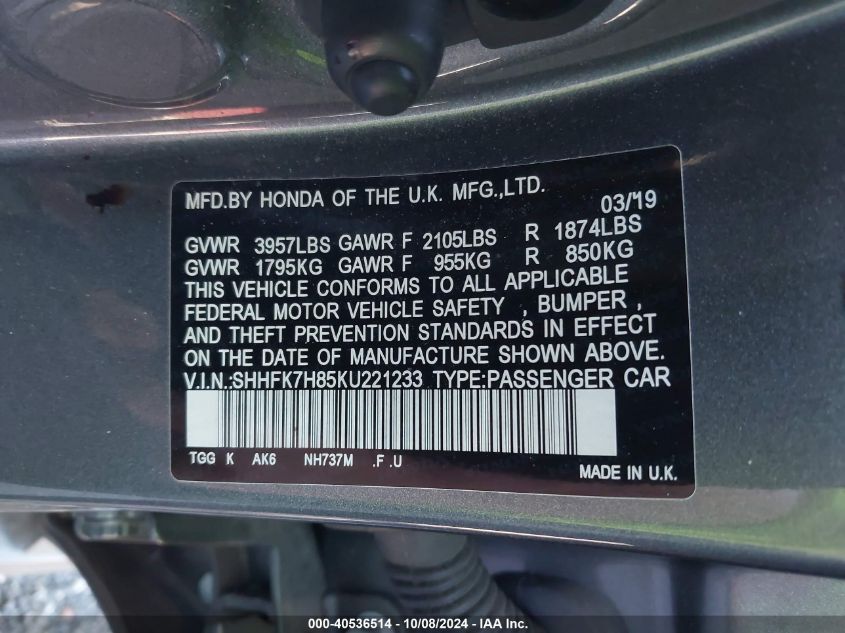 MFD.BY HONDA OF THE U.K. MFG.,LTD.
03/19
GVWR 3957LBS GAWR F 2105LBS R 1874LBS
GVWR 1795KG GAWR F 955KG R 850KG
THIS VEHICLE CONFORMS TO ALL APPLICABLE
FEDERAL MOTOR VEHICLE SAFETY , BUMPER ,
AND THEFT PREVENTION STANDARDS IN EFFECT
ON THE DATE OF MANUFACTURE SHOWN ABOVE.
V.I.N.:SHHFK7H85KU221233 TYPE:PASSENGER CAR
TGG K AK6 NH737M .F .U
MADE IN U.K.
000-40536514 - 10/08/2024 - IAA Inc.